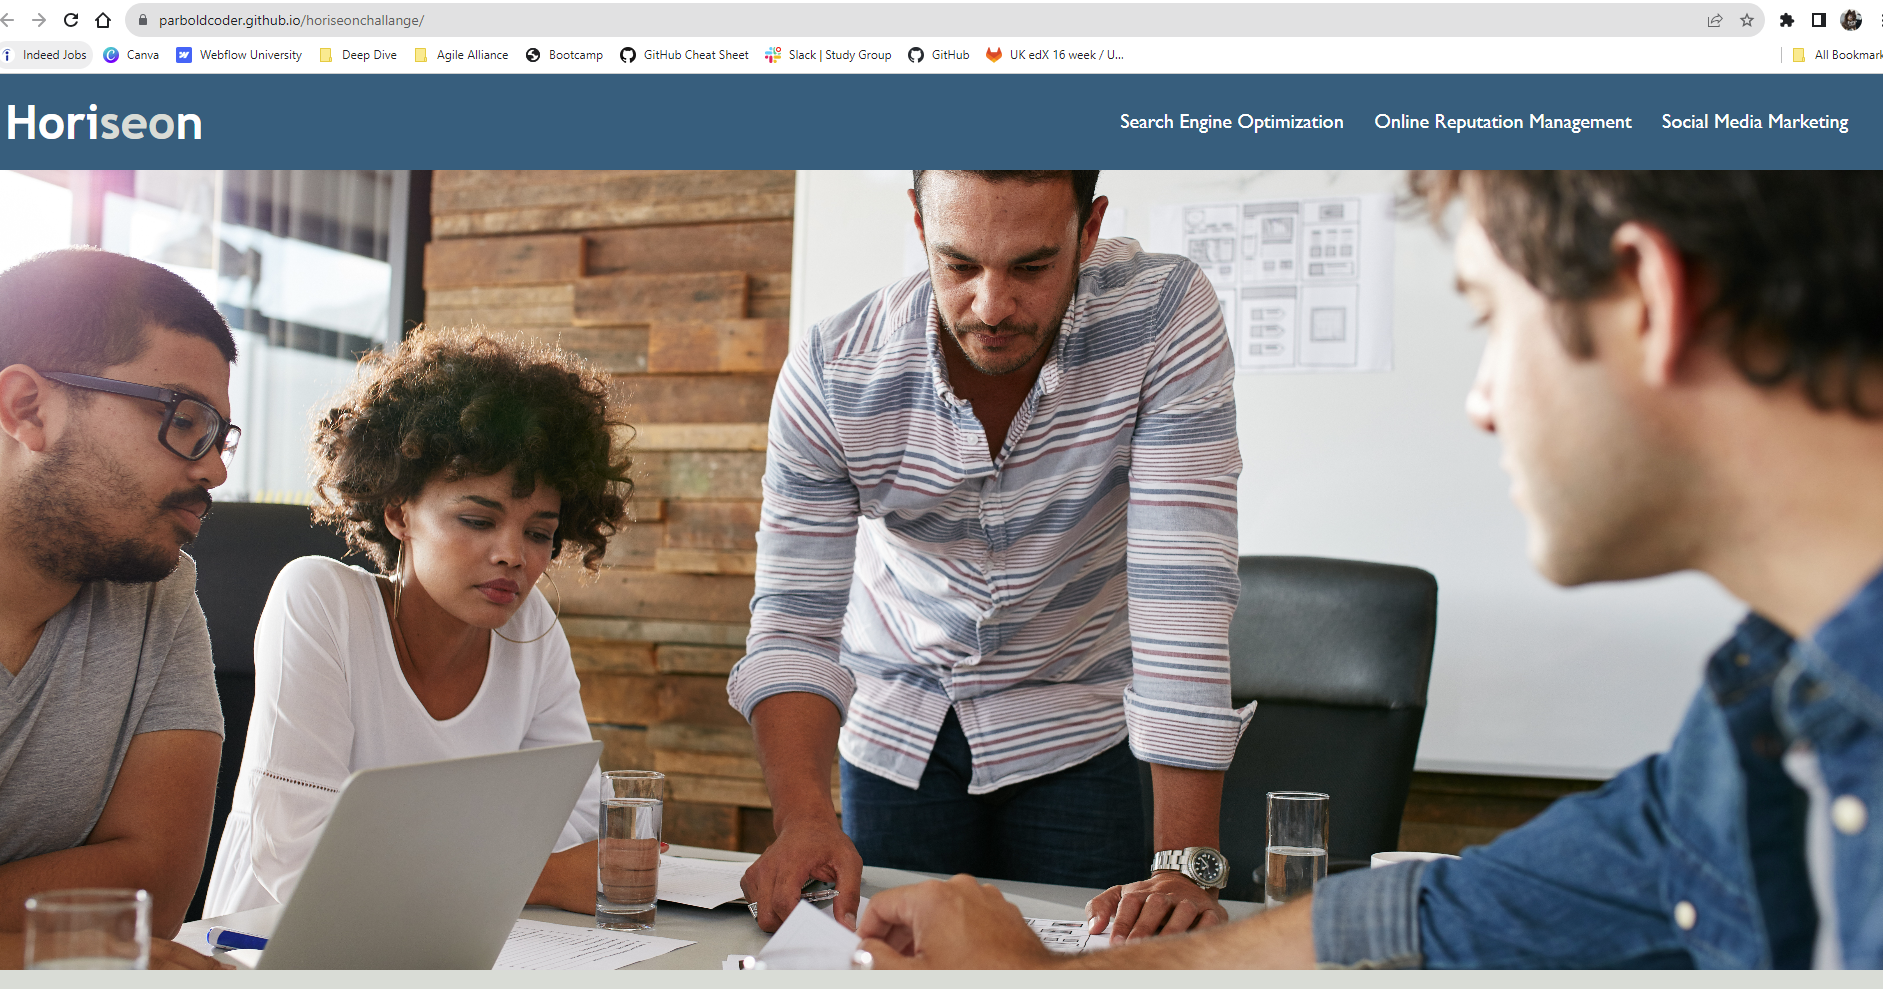 parboldcoder.github.io/horiseonchallange/
Indeed Jobs Canva Webflow University Deep Dive Agile Alliance Bootcamp GitHub Cheat Sheet Slack | Study Group GitHub UK edX 16 week / U... All Bookmark
Horiseon Search Engine Optimization Online Reputation Management Social Media Marketing